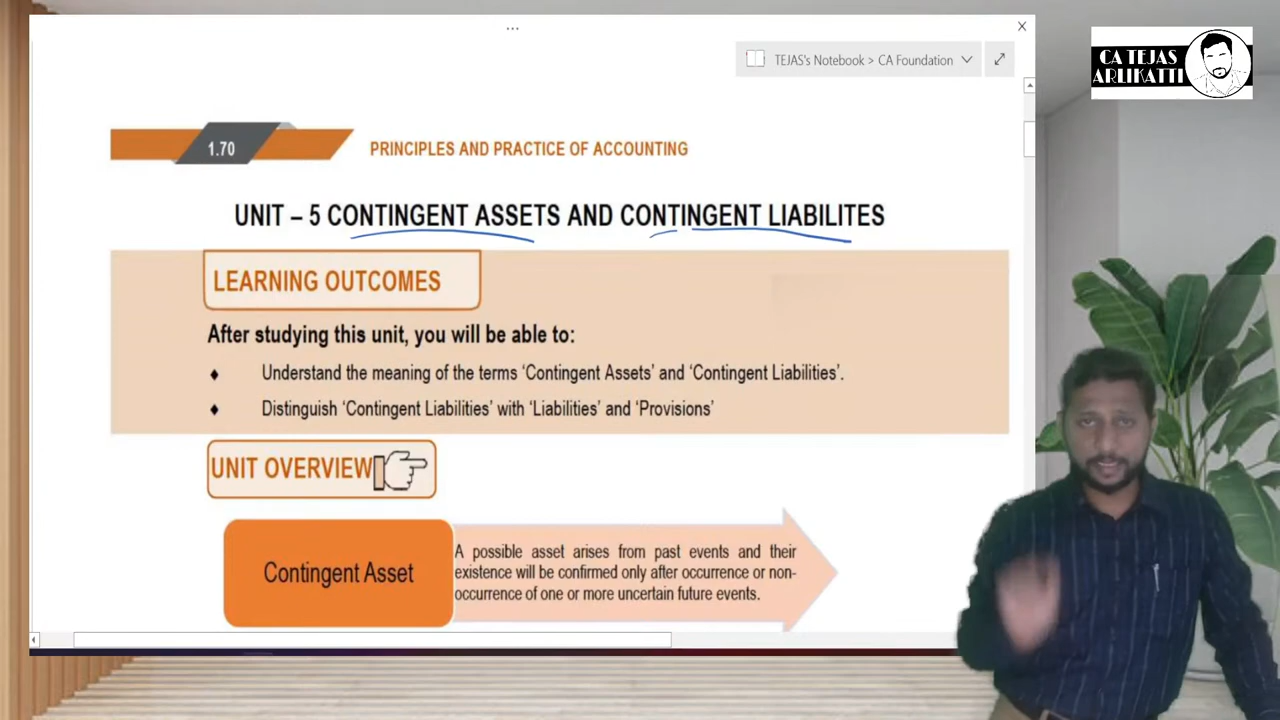 ...
TEJAS's Notebook > CA Foundation
CA TEJAS
ARLIKATTI
1.70
PRINCIPLES AND PRACTICE OF ACCOUNTING
UNIT – 5 CONTINGENT ASSETS AND CONTINGENT LIABILITES
LEARNING OUTCOMES
After studying this unit, you will be able to:
♦ Understand the meaning of the terms ‘Contingent Assets’ and ‘Contingent Liabilities’.
♦ Distinguish ‘Contingent Liabilities’ with ‘Liabilities’ and ‘Provisions’
UNIT OVERVIEW
Contingent Asset
A possible asset arises from past events and their
existence will be confirmed only after occurrence or non-
occurrence of one or more uncertain future events.